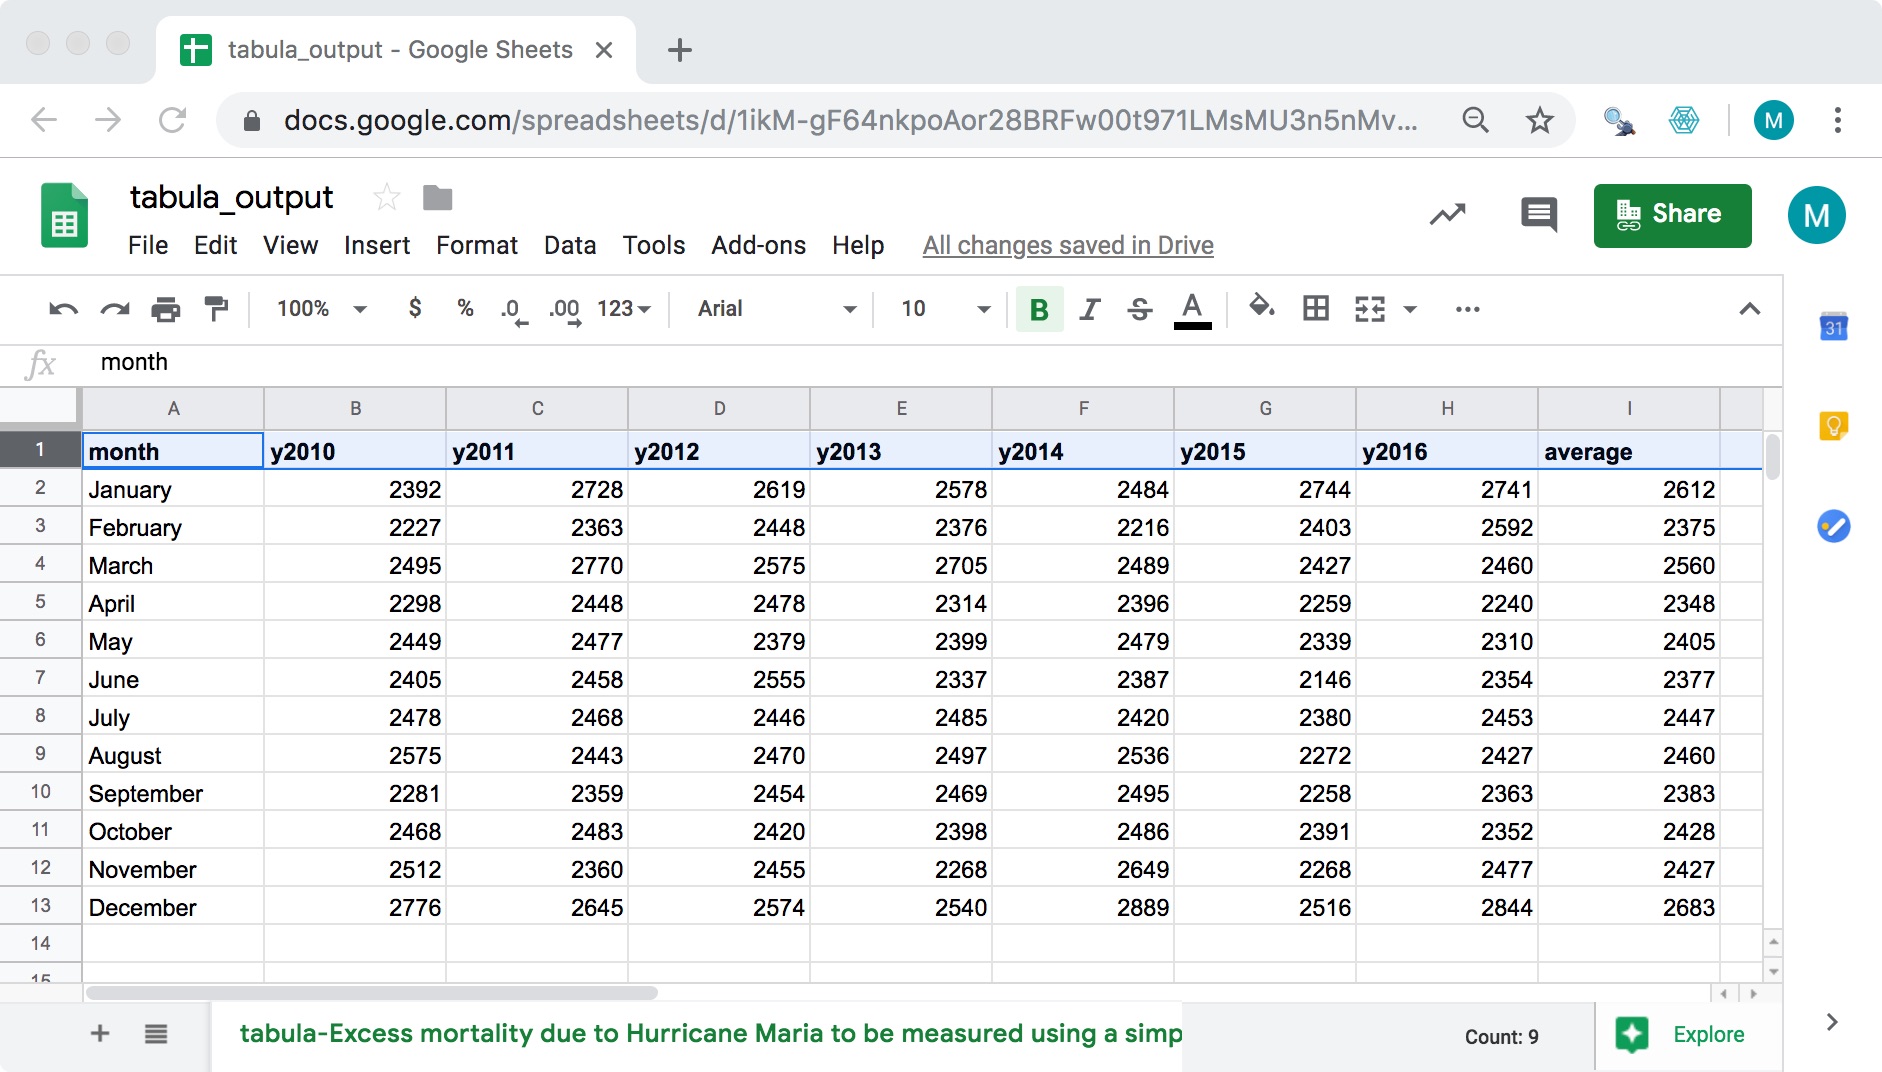 tabula_output - Google Sheets
docs.google.com/spreadsheets/d/1ikM-gF64nkpoAor28BRFw00t971LMsMU3n5nMv...
M
tabula_output
File Edit View Insert Format Data Tools Add-ons Help All changes saved in Drive
Share
M
100% $ % .0 .00 123 Arial 10 B I S A
31
fx month
A B C D E F G H I
1 month y2010 y2011 y2012 y2013 y2014 y2015 y2016 average
2 January 2392 2728 2619 2578 2484 2744 2741 2612
3 February 2227 2363 2448 2376 2216 2403 2592 2375
4 March 2495 2770 2575 2705 2489 2427 2460 2560
5 April 2298 2448 2478 2314 2396 2259 2240 2348
6 May 2449 2477 2379 2399 2479 2339 2310 2405
7 June 2405 2458 2555 2337 2387 2146 2354 2377
8 July 2478 2468 2446 2485 2420 2380 2453 2447
9 August 2575 2443 2470 2497 2536 2272 2427 2460
10 September 2281 2359 2454 2469 2495 2258 2363 2383
11 October 2468 2483 2420 2398 2486 2391 2352 2428
12 November 2512 2360 2455 2268 2649 2268 2477 2427
13 December 2776 2645 2574 2540 2889 2516 2844 2683
14
15
tabula-Excess mortality due to Hurricane Maria to be measured using a simp
Count: 9
Explore